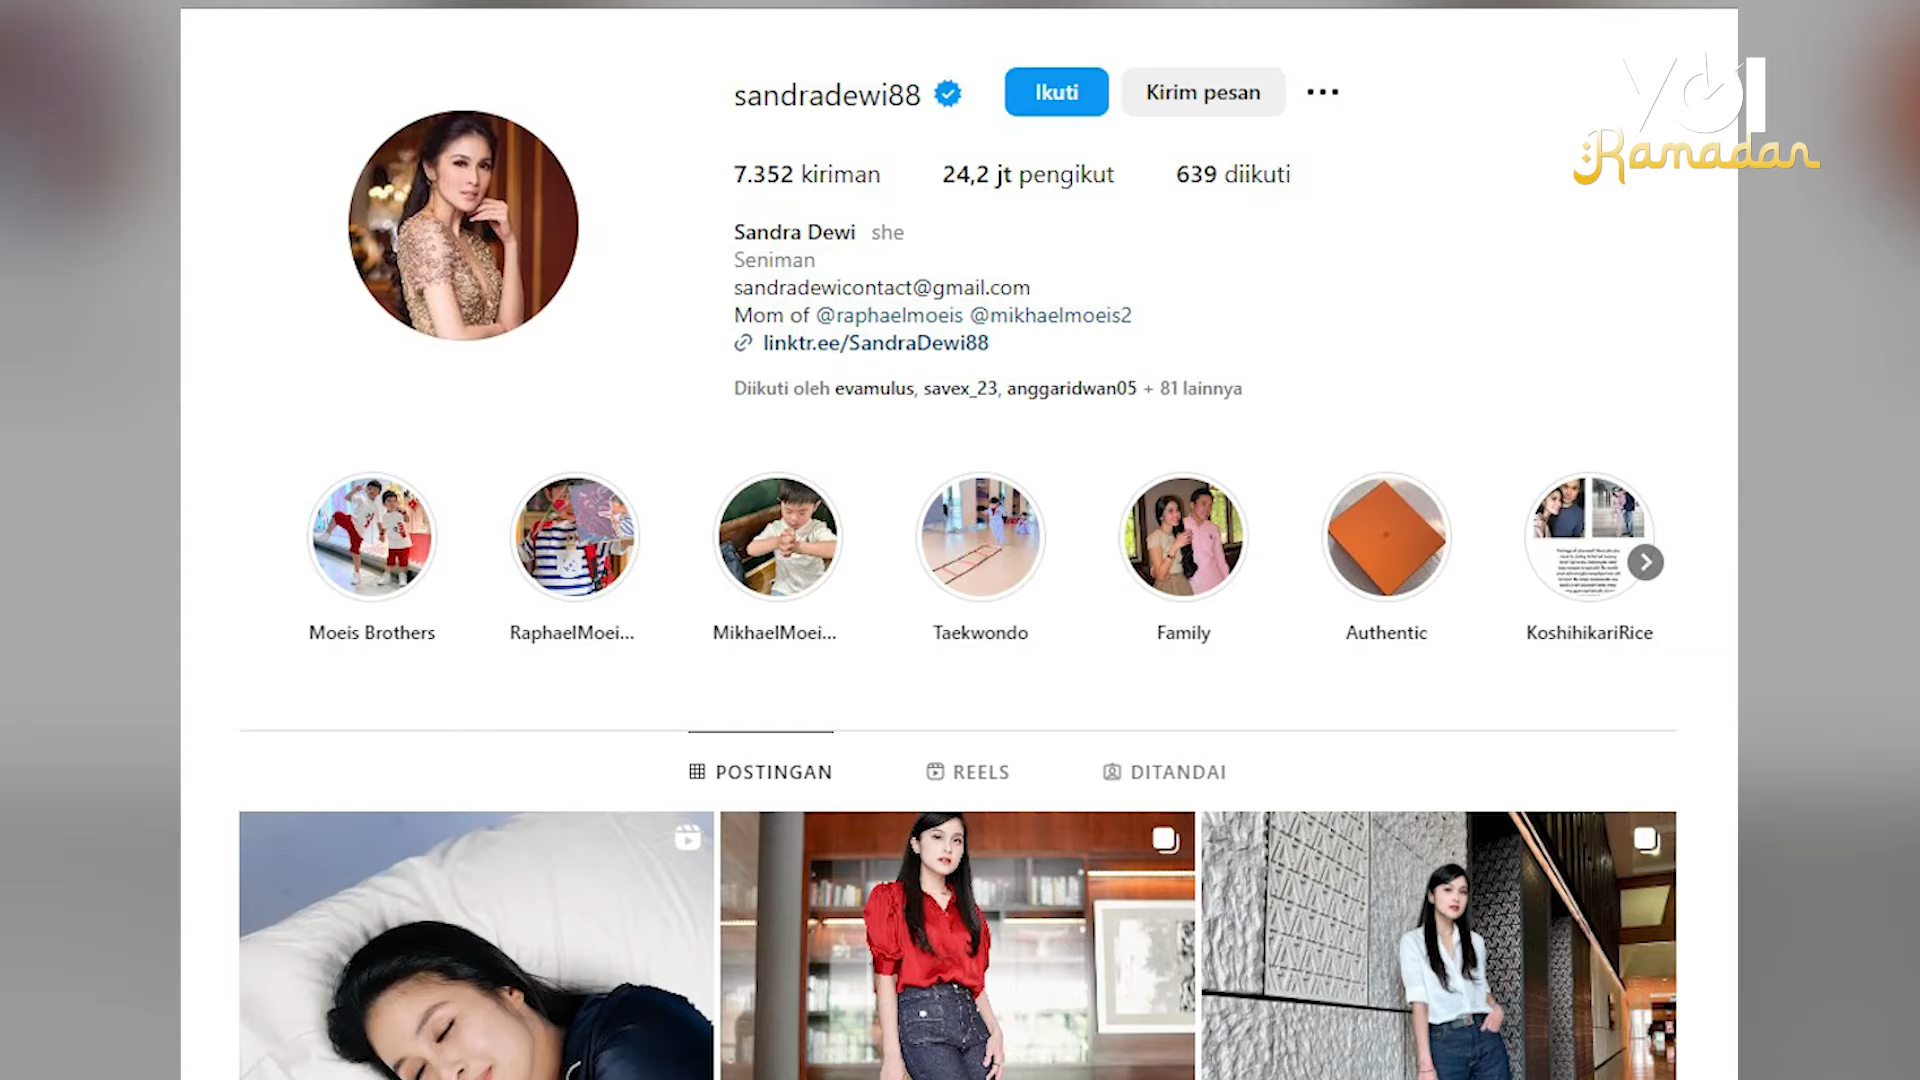 sandradewi88
Ikuti
Kirim pesan
YOI
Ramadan
7.352 kiriman
24,2 jt pengikut
639 diikuti
Sandra Dewi she
Seniman
sandradewicontact@gmail.com
Mom of @raphaelmoeis @mikhaelmoeis2
linktr.ee/SandraDewi88
Diikuti oleh evamulus, savex_23, anggaridwan05 + 81 lainnya
Moeis Brothers
RaphaelMoei...
MikhaelMoei...
Taekwondo
Family
Authentic
KoshihikariRice
POSTINGAN
REELS
DITANDAI